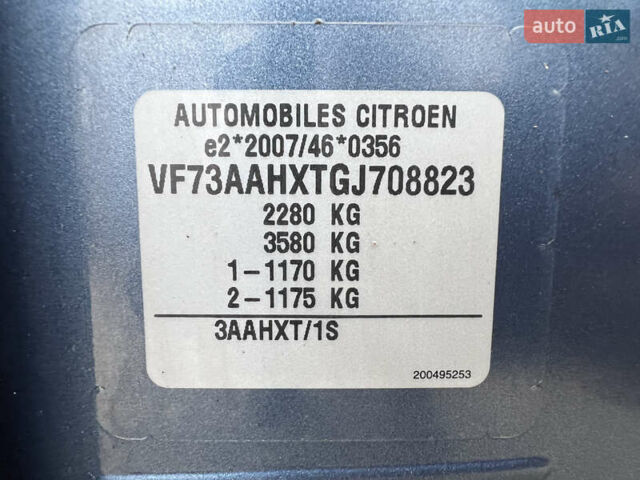 auto RIA
.com
AUTOMOBILES CITROEN
e2*2007/46*0356
VF73AAHXTGJ708823
2280 KG
3580 KG
1-1170 KG
2-1175 KG
3AAHXT/1S
200495253